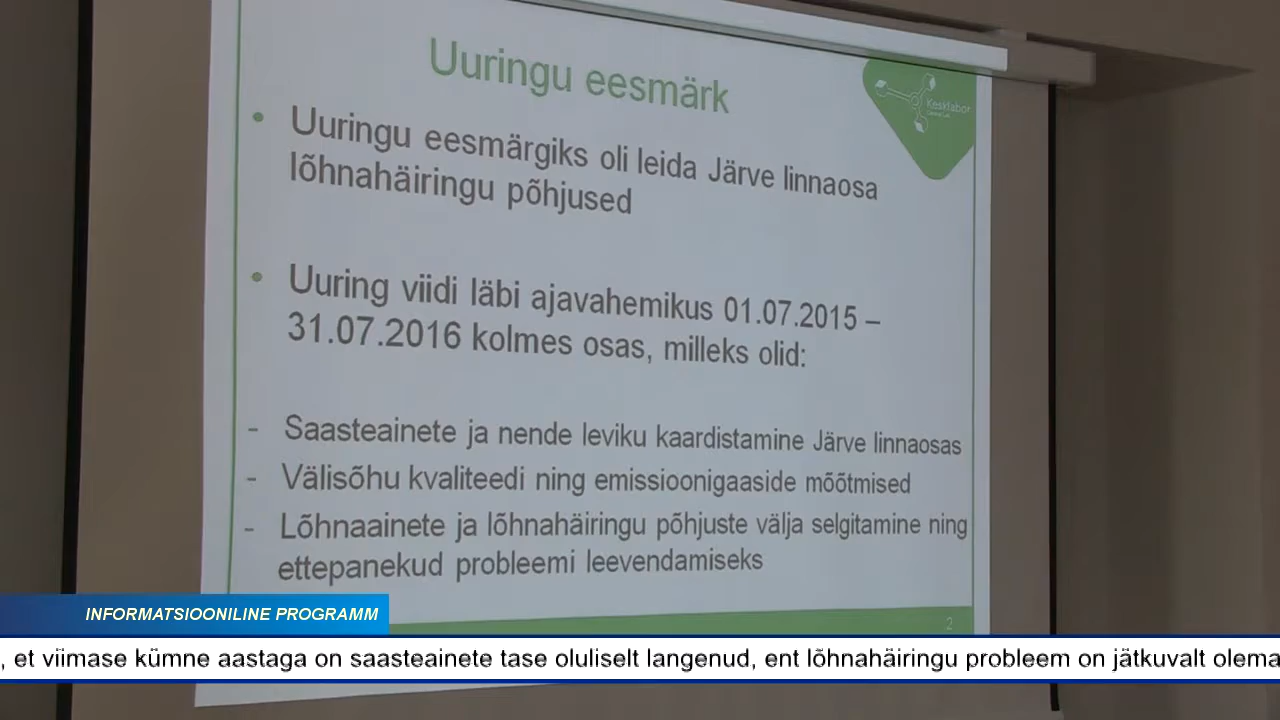 Uuringu eesmärk
Kesklabor
• Uuringu eesmärgiks oli leida Järve linnaosa
lõhnahäiringu põhjused
• Uuring viidi läbi ajavahemikus 01.07.2015 –
31.07.2016 kolmes osas, milleks olid:
- Saasteainete ja nende leviku kaardistamine Järve linnaosas
- Välisõhu kvaliteedi ning emissioonigaaside mõõtmised
- Lõhnaainete ja lõhnahäiringu põhjuste välja selgitamine ning
ettepanekud probleemi leevendamiseks
2
INFORMATSIOONILINE PROGRAMM
, et viimase kümne aastaga on saasteainete tase oluliselt langenud, ent lõhnahäiringu probleem on jätkuvalt olema